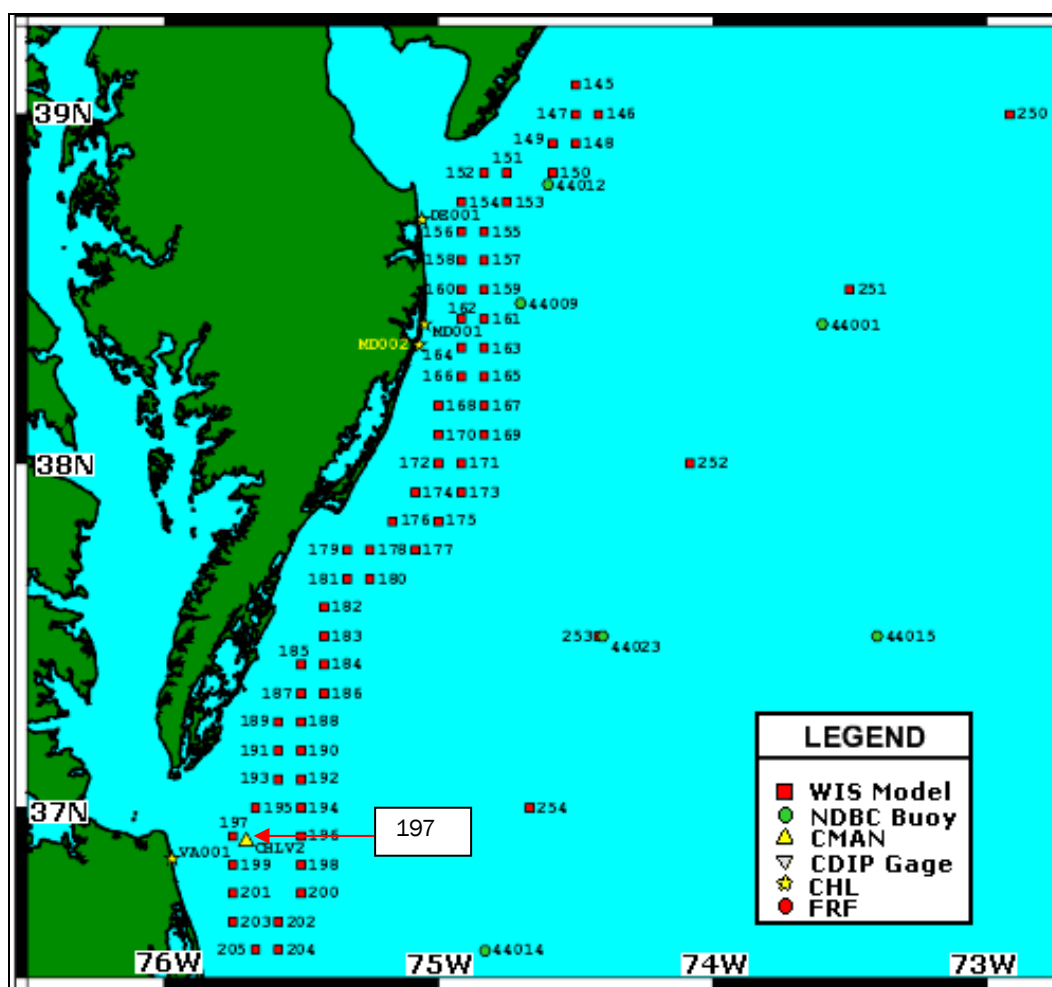 145
39N
147 146
250
149 148
151
152 150
44012
154 153
DE001
156 155
158 157
160 159
251
44009
162 161
MD001
44001
MD002
164 163
166 165
168 167
170 169
38N
172 171
252
174 173
176 175
179 178 177
181 180
182
183
253
44023
44015
185 184
187 186
189 188
191 190
193 192
37N
195 194
254
197
196
197
CHLV2
VA001
199 198
201 200
203 202
205 204
44014
76W 75W 74W 73W
LEGEND
WIS Model
NDBC Buoy
CMAN
CDIP Gage
CHL
FRF